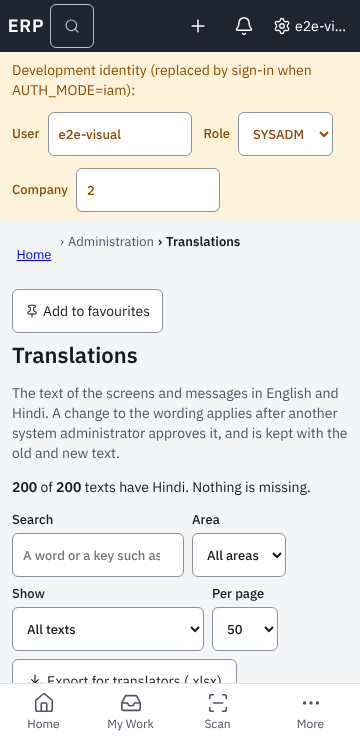 ERP e2e-vi...
Development identity (replaced by sign-in when
AUTH_MODE=iam):
User e2e-visual Role SYSADM
Company 2
Home › Administration › Translations
Add to favourites
Translations
The text of the screens and messages in English and
Hindi. A change to the wording applies after another
system administrator approves it, and is kept with the
old and new text.
200 of 200 texts have Hindi. Nothing is missing.
Search Area
A word or a key such as All areas
Show Per page
All texts 50
Export for translators (.xlsx)
Home My Work Scan More